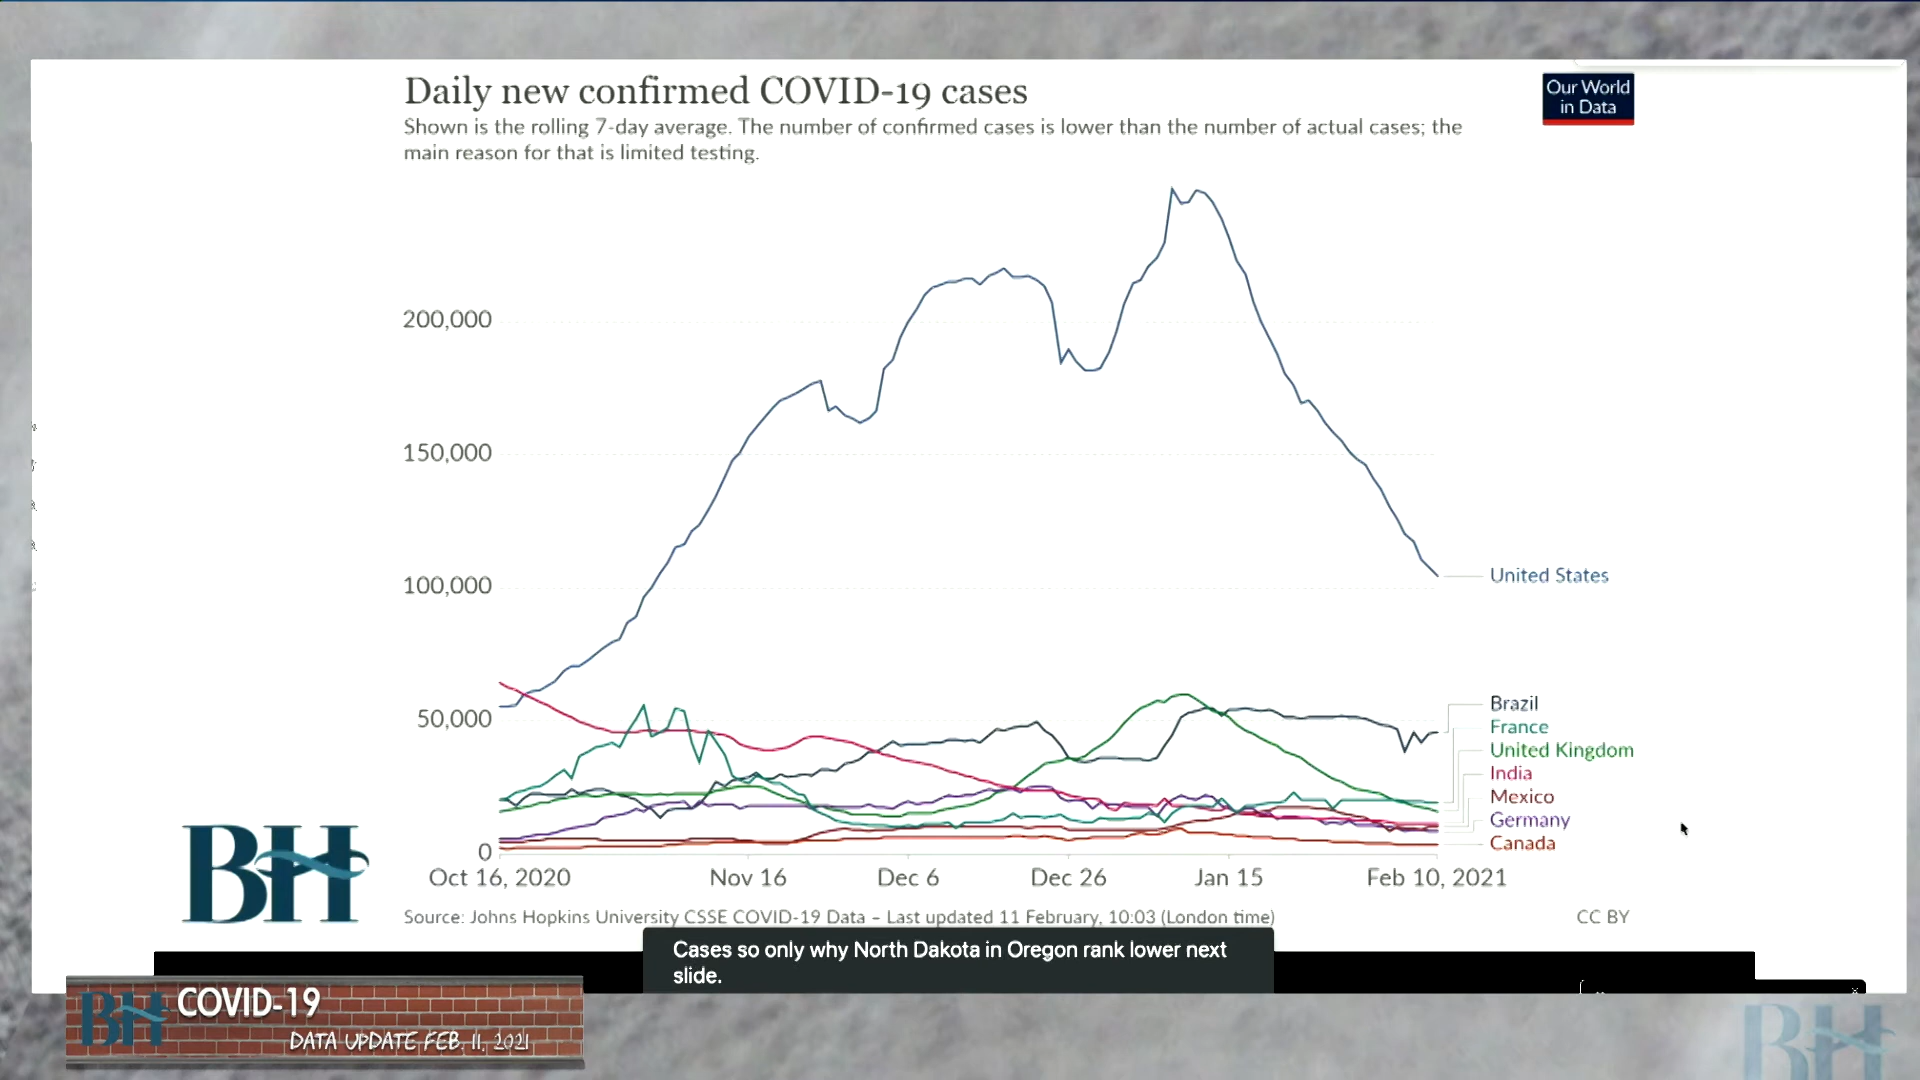 Daily new confirmed COVID-19 cases
Our World
in Data
Shown is the rolling 7-day average. The number of confirmed cases is lower than the number of actual cases; the
main reason for that is limited testing.
200,000
150,000
100,000
50,000
0
United States
Brazil
France
United Kingdom
India
Mexico
Germany
Canada
Oct 16, 2020
Nov 16
Dec 6
Dec 26
Jan 15
Feb 10, 2021
Source: Johns Hopkins University CSSE COVID-19 Data – Last updated 11 February, 10:03 (London time)
CC BY
BH
Cases so only why North Dakota in Oregon rank lower next
slide.
BH
COVID-19
DATA UPDATE FEB. 11, 2021
BH